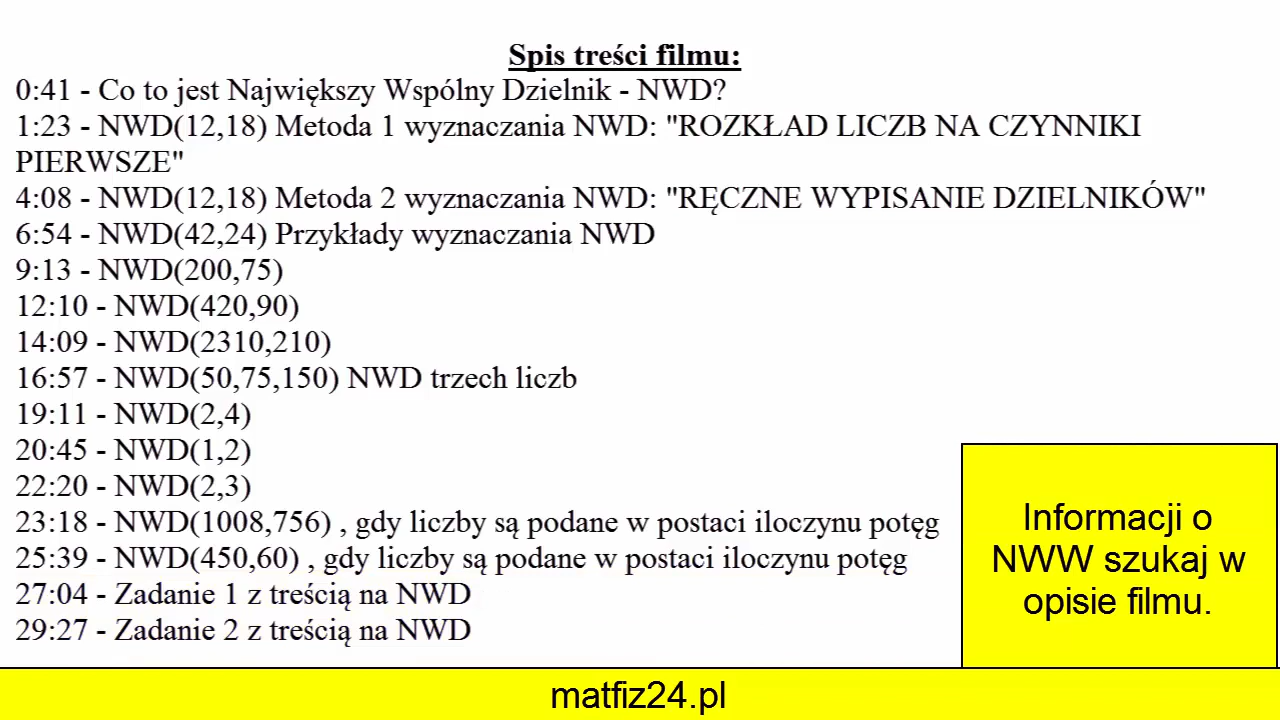 Spis treści filmu:
0:41 - Co to jest Największy Wspólny Dzielnik - NWD?
1:23 - NWD(12,18) Metoda 1 wyznaczania NWD: "ROZKŁAD LICZB NA CZYNNIKI
PIERWSZE"
4:08 - NWD(12,18) Metoda 2 wyznaczania NWD: "RĘCZNE WYPISANIE DZIELNIKÓW"
6:54 - NWD(42,24) Przykłady wyznaczania NWD
9:13 - NWD(200,75)
12:10 - NWD(420,90)
14:09 - NWD(2310,210)
16:57 - NWD(50,75,150) NWD trzech liczb
19:11 - NWD(2,4)
20:45 - NWD(1,2)
22:20 - NWD(2,3)
23:18 - NWD(1008,756) , gdy liczby są podane w postaci iloczynu potęg
25:39 - NWD(450,60) , gdy liczby są podane w postaci iloczynu potęg
27:04 - Zadanie 1 z treścią na NWD
29:27 - Zadanie 2 z treścią na NWD
Informacji o
NWW szukaj w
opisie filmu.
matfiz24.pl